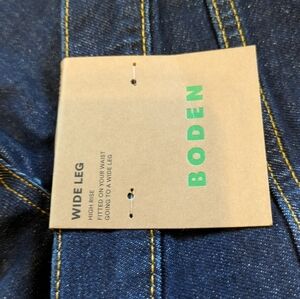 WIDE LEG
HIGH RISE
FITTED ON YOUR WAIST
GOING TO A WIDE LEG
BODEN